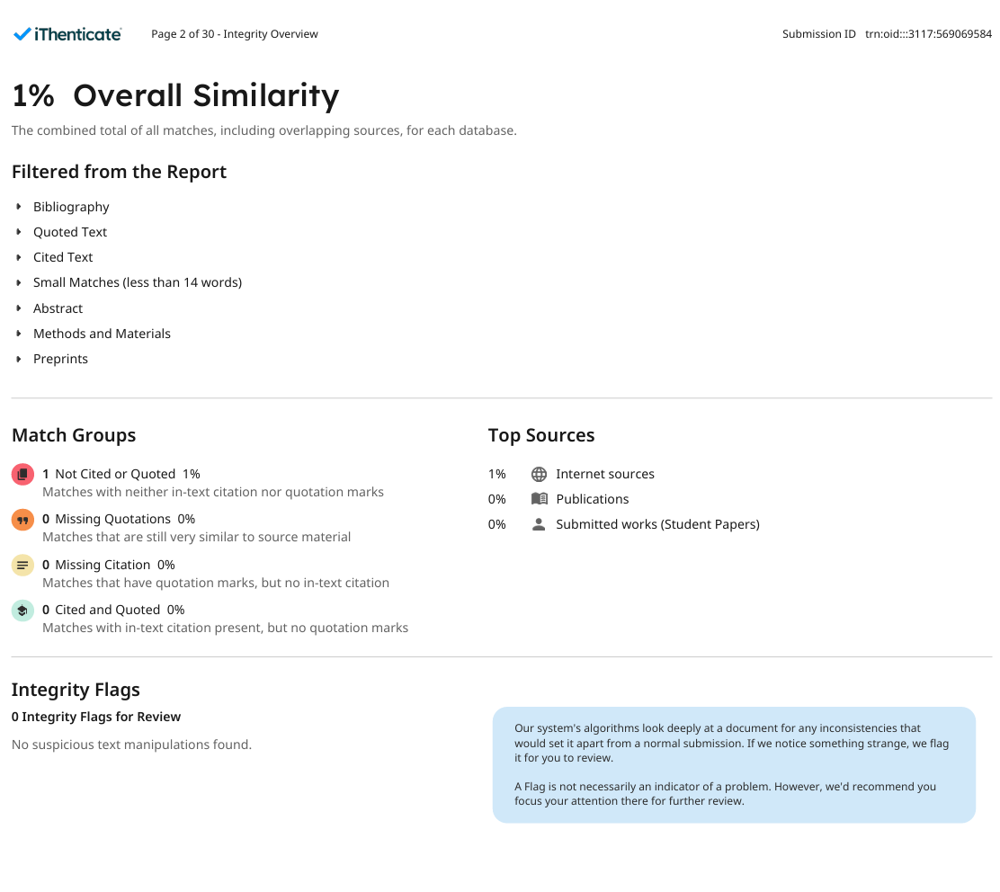 iThenticate Page 2 of 30 - Integrity Overview Submission ID trn:oid:::3117:569069584
1% Overall Similarity
The combined total of all matches, including overlapping sources, for each database.
Filtered from the Report
Bibliography
Quoted Text
Cited Text
Small Matches (less than 14 words)
Abstract
Methods and Materials
Preprints
Match Groups
1 Not Cited or Quoted 1%
Matches with neither in-text citation nor quotation marks
0 Missing Quotations 0%
Matches that are still very similar to source material
0 Missing Citation 0%
Matches that have quotation marks, but no in-text citation
0 Cited and Quoted 0%
Matches with in-text citation present, but no quotation marks
Top Sources
1% Internet sources
0% Publications
0% Submitted works (Student Papers)
Integrity Flags
0 Integrity Flags for Review
No suspicious text manipulations found.
Our system's algorithms look deeply at a document for any inconsistencies that
would set it apart from a normal submission. If we notice something strange, we flag
it for you to review.
A Flag is not necessarily an indicator of a problem. However, we'd recommend you
focus your attention there for further review.